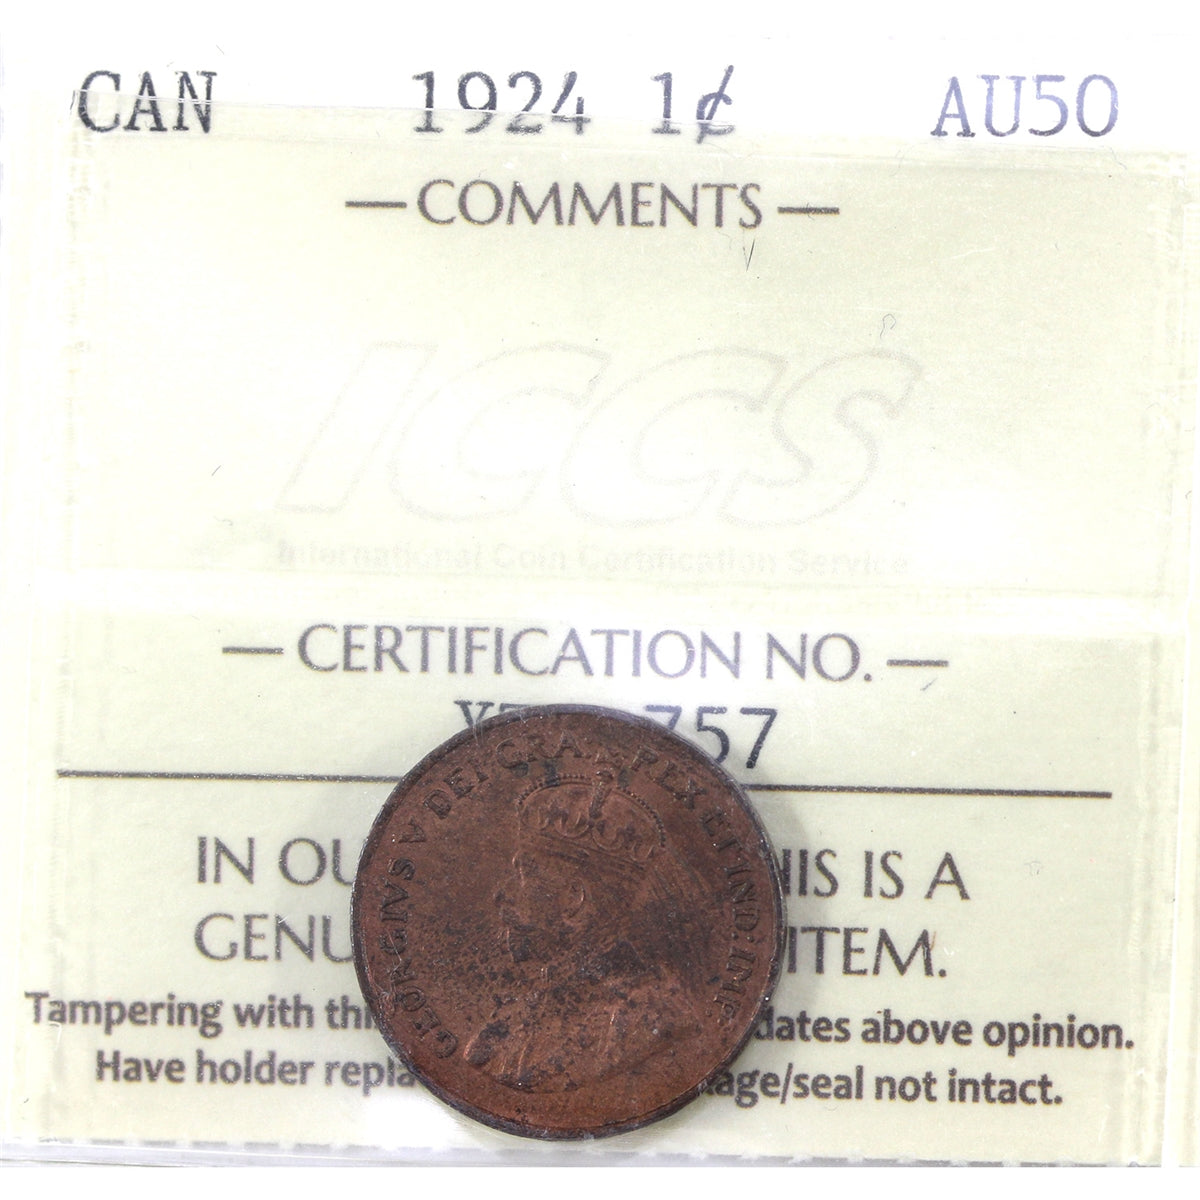 CAN 1924 1¢ AU50
— COMMENTS —
ICCS
International Coin Certification Service
— CERTIFICATION NO. —
757
IN OU HIS IS A
GENU ITEM.
Tampering with thi dates above opinion.
Have holder repla age/seal not intact.
GEORGIVS V DEI GRA: REX ET IND: IMP: